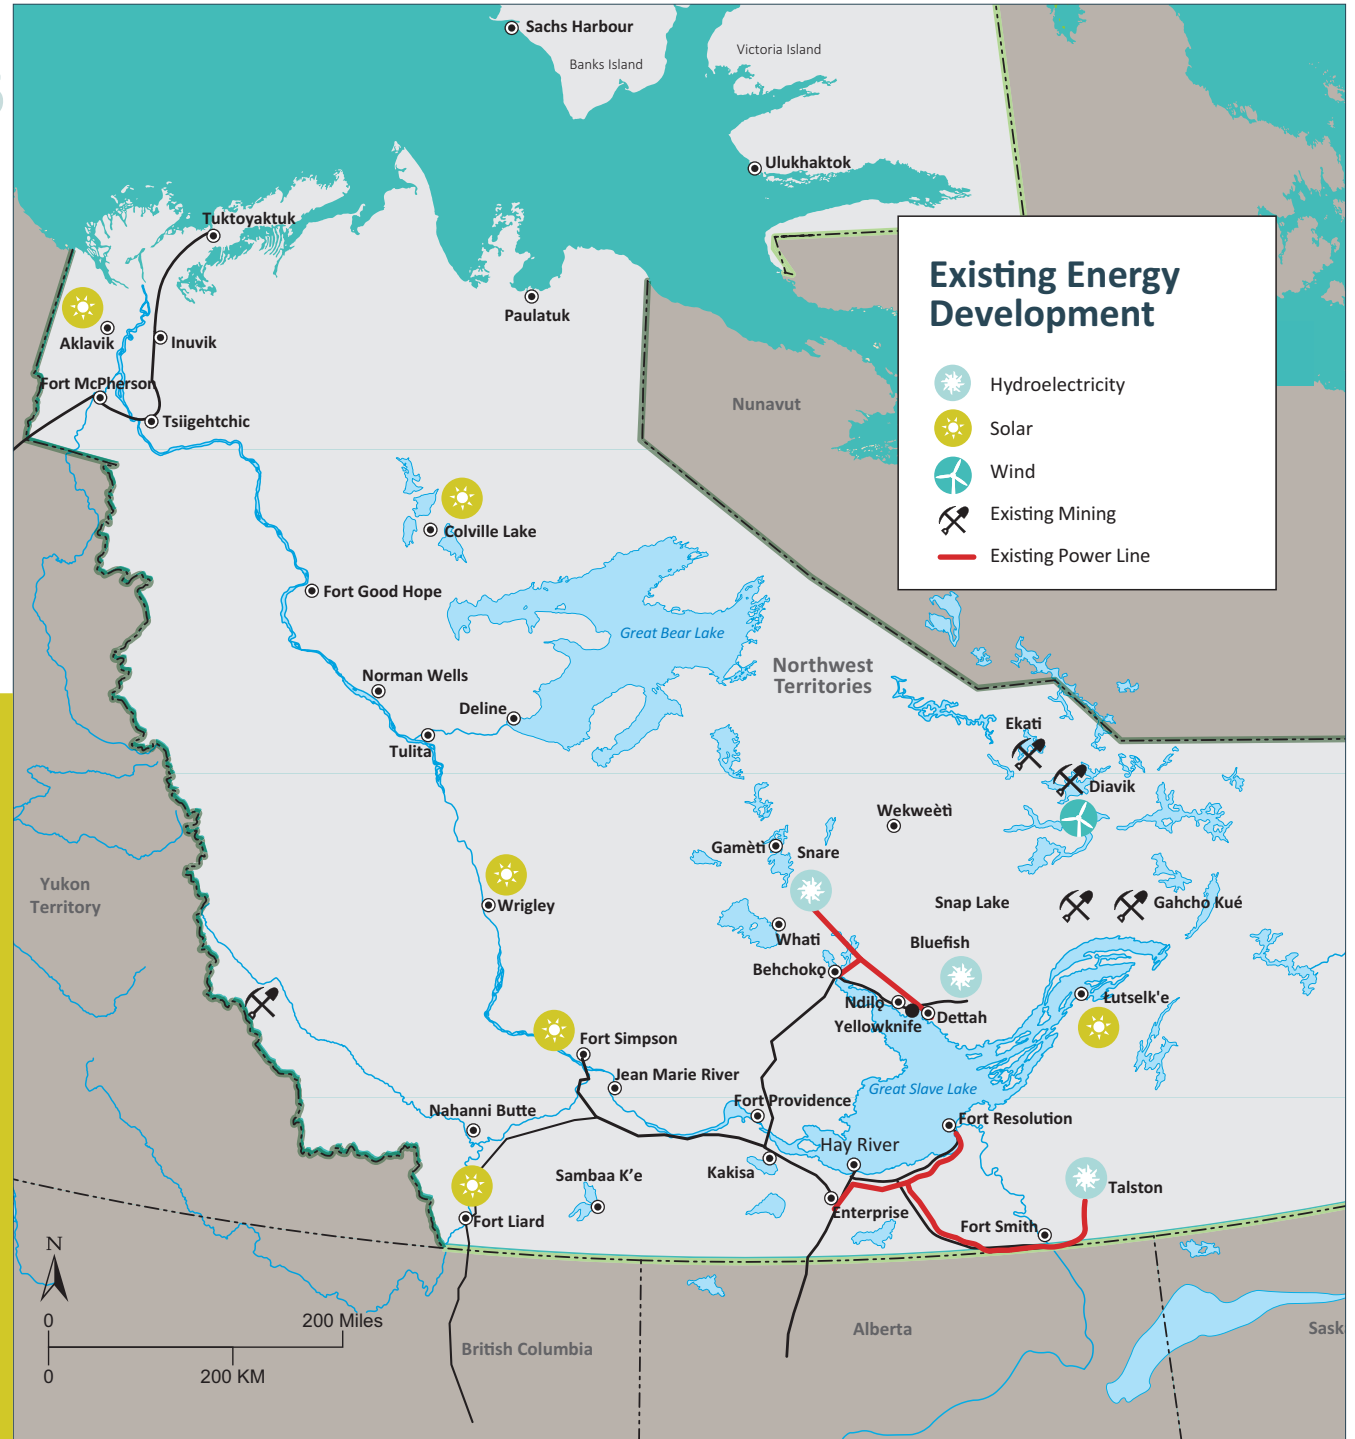 Sachs Harbour
Banks Island
Victoria Island
Ulukhaktok
Tuktoyaktuk
Paulatuk
Aklavik
Inuvik
Fort McPherson
Tsiigehtchic
Nunavut
Existing Energy
Development
Hydroelectricity
Solar
Wind
Existing Mining
Existing Power Line
Colville Lake
Fort Good Hope
Great Bear Lake
Northwest
Territories
Norman Wells
Deline
Tulita
Ekati
Diavik
Wekweètì
Gamètì
Snare
Yukon
Territory
Wrigley
Snap Lake
Gahcho Kué
Whatì
Bluefish
Behchokǫ
Ndilǫ
Yellowknife
Dettah
Łutselk'e
Fort Simpson
Jean Marie River
Great Slave Lake
Nahanni Butte
Fort Providence
Fort Resolution
Hay River
Kakisa
Sambaa K'e
Talston
Fort Liard
Enterprise
Fort Smith
N
0
200 Miles
0
200 KM
British Columbia
Alberta
Sask